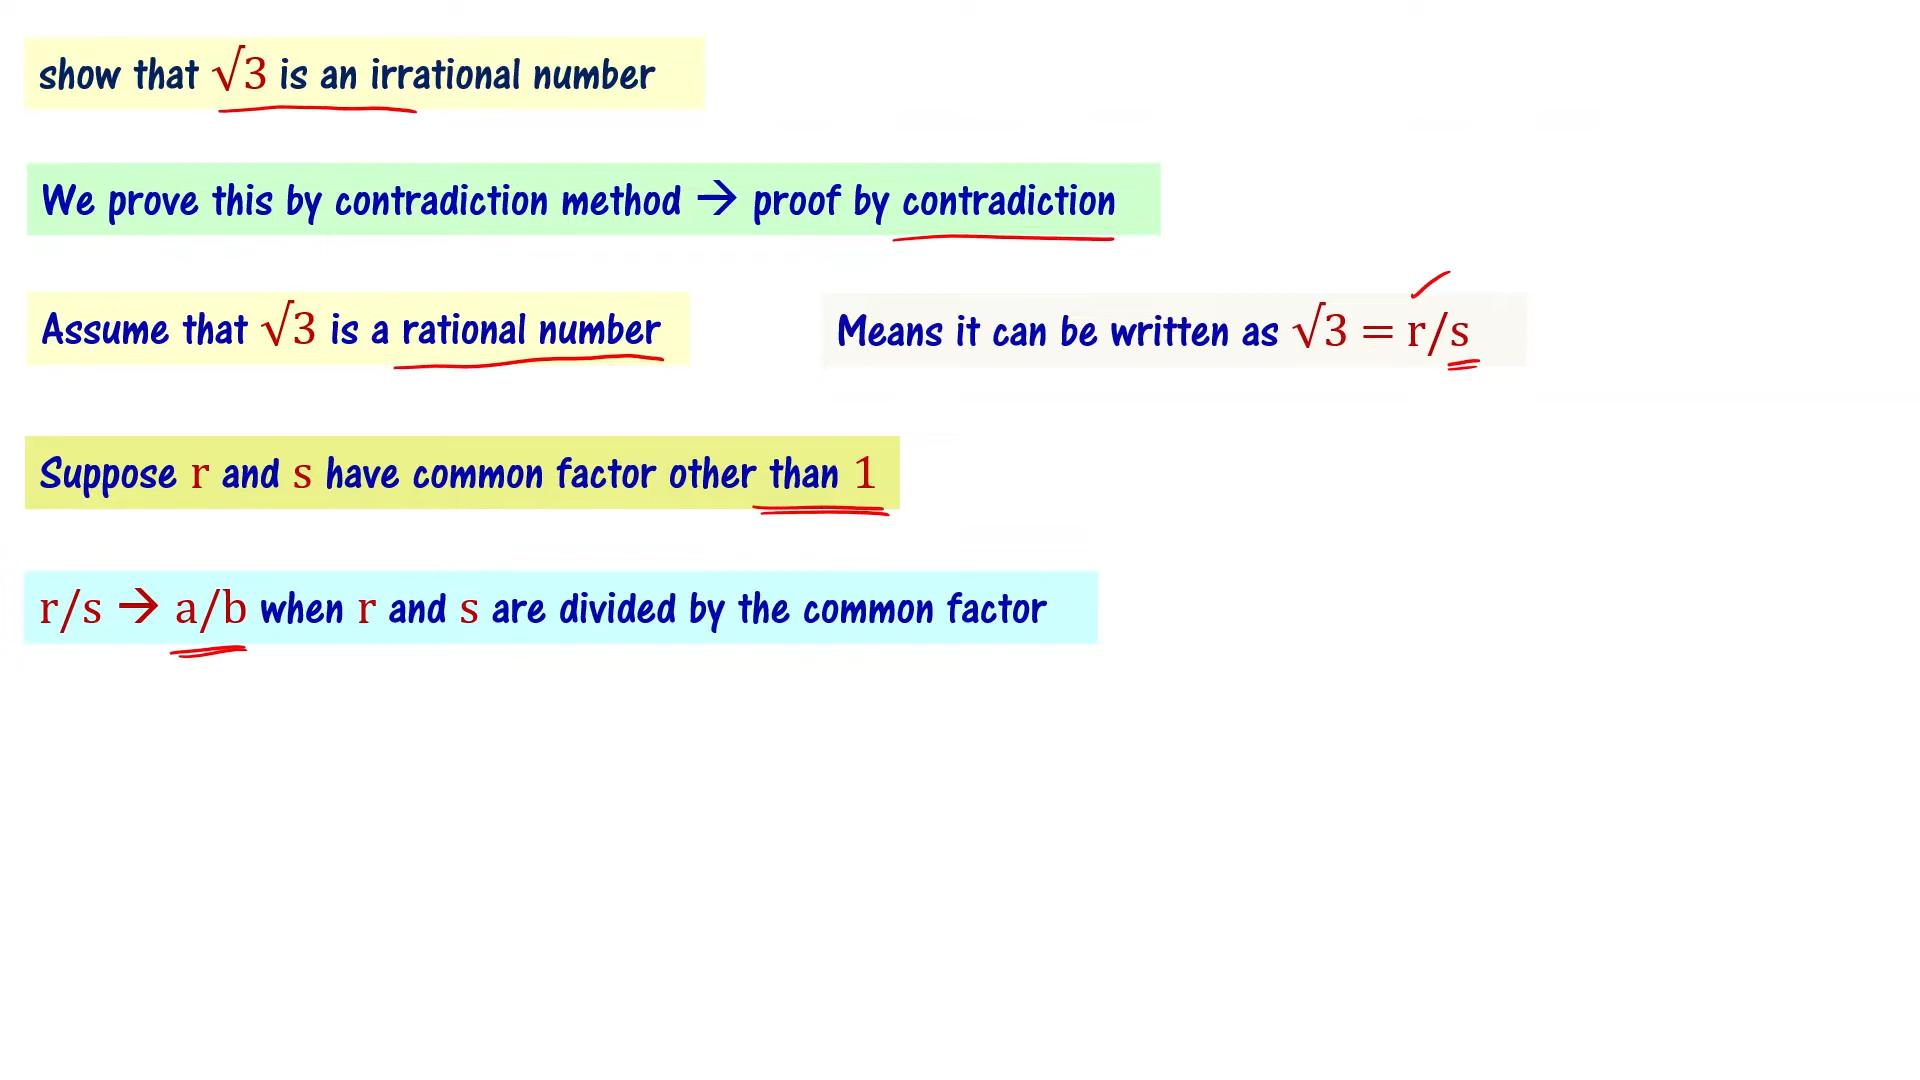 show that √3 is an irrational number
We prove this by contradiction method → proof by contradiction
Assume that √3 is a rational number
Means it can be written as √3 = r/s
Suppose r and s have common factor other than 1
r/s → a/b when r and s are divided by the common factor